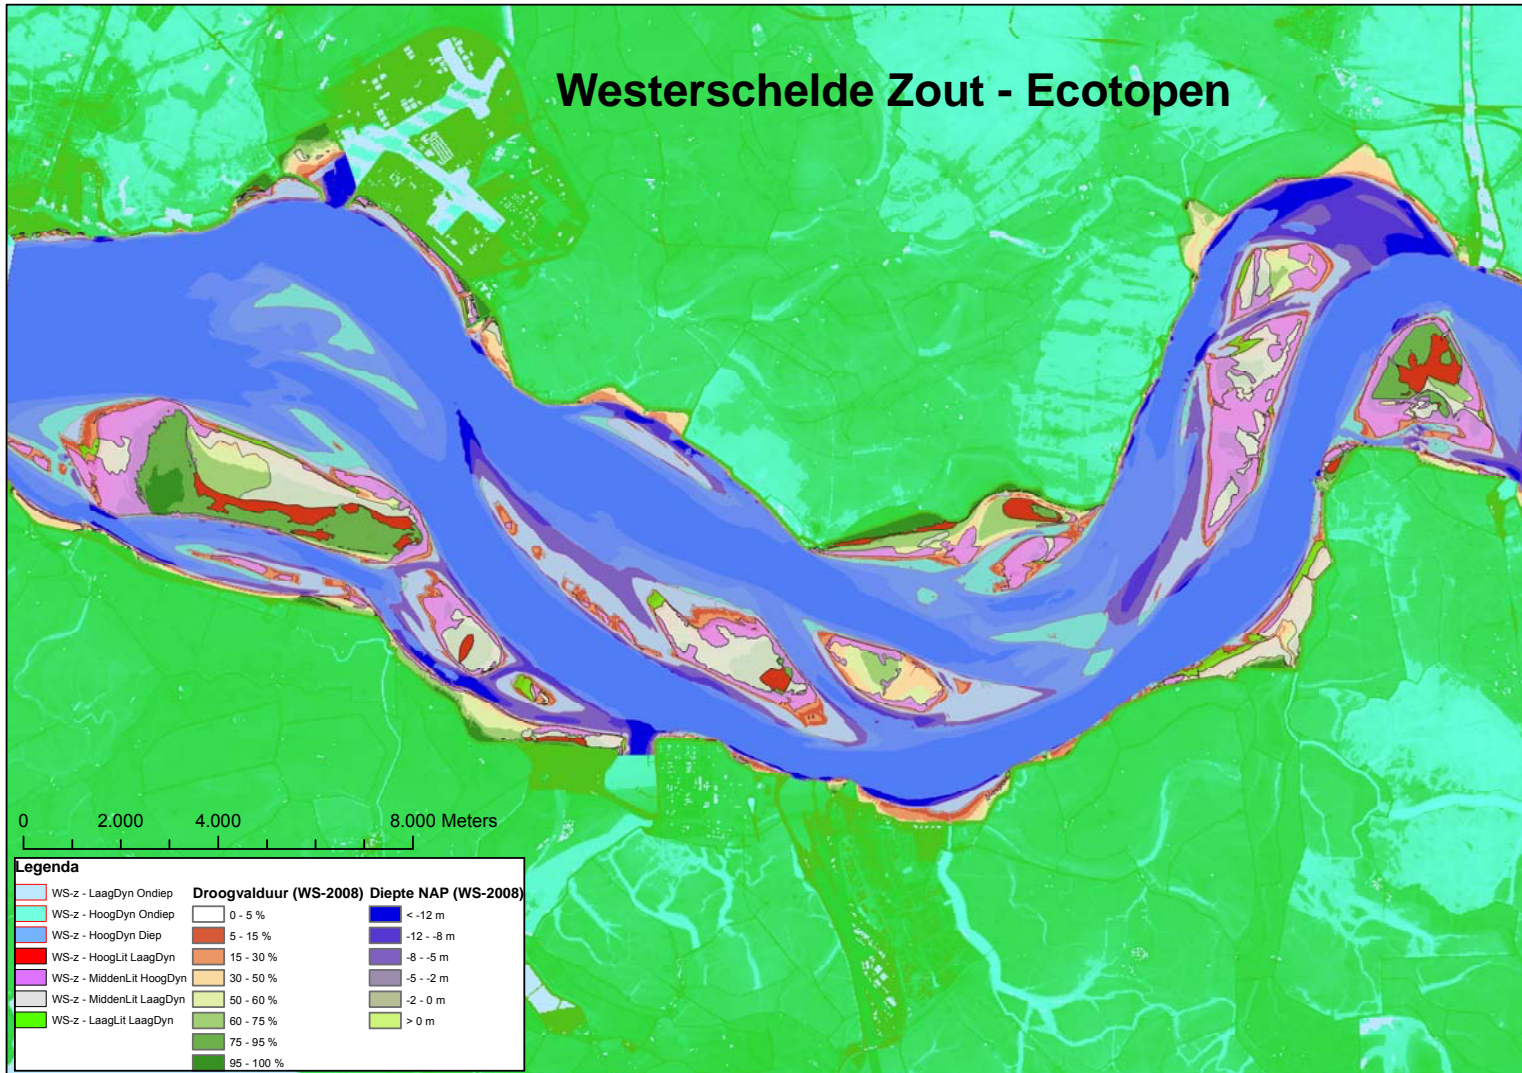 Westerschelde Zout - Ecotopen
0 2.000 4.000 8.000 Meters
Legenda
WS-z - LaagDyn Ondiep
WS-z - HoogDyn Ondiep
WS-z - HoogDyn Diep
WS-z - HoogLit LaagDyn
WS-z - MiddenLit HoogDyn
WS-z - MiddenLit LaagDyn
WS-z - LaagLit LaagDyn
Droogvalduur (WS-2008)
0 - 5 %
5 - 15 %
15 - 30 %
30 - 50 %
50 - 60 %
60 - 75 %
75 - 95 %
95 - 100 %
Diepte NAP (WS-2008)
< -12 m
-12 - -8 m
-8 - -5 m
-5 - -2 m
-2 - 0 m
> 0 m